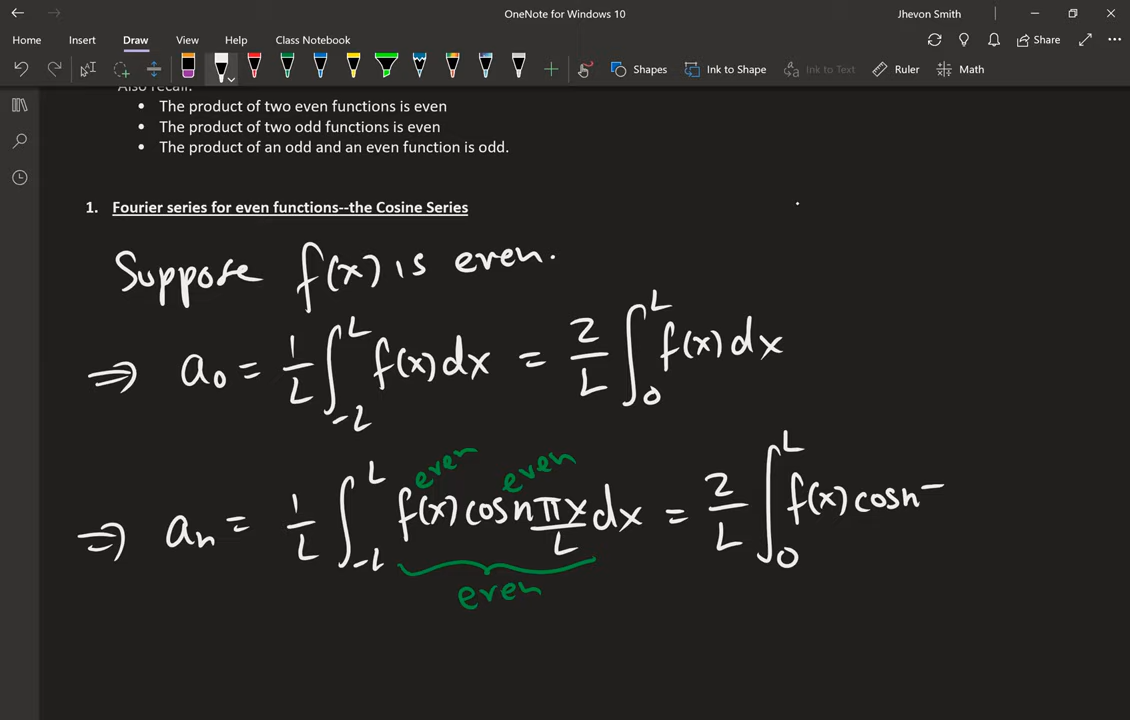 OneNote for Windows 10
Jhevon Smith
Home Insert Draw View Help Class Notebook
Share
Shapes Ink to Shape Ink to Text Ruler Math
Also recall:
• The product of two even functions is even
• The product of two odd functions is even
• The product of an odd and an even function is odd.
1. Fourier series for even functions--the Cosine Series
Suppose f(x) is even.
⇒ a₀ = 1/L ∫_{-L}^{L} f(x) dx = 2/L ∫_0^L f(x) dx
even even
⇒ aₙ = 1/L ∫_{-L}^{L} f(x) cos nπx/L dx = 2/L ∫_0^L f(x) cos n
even